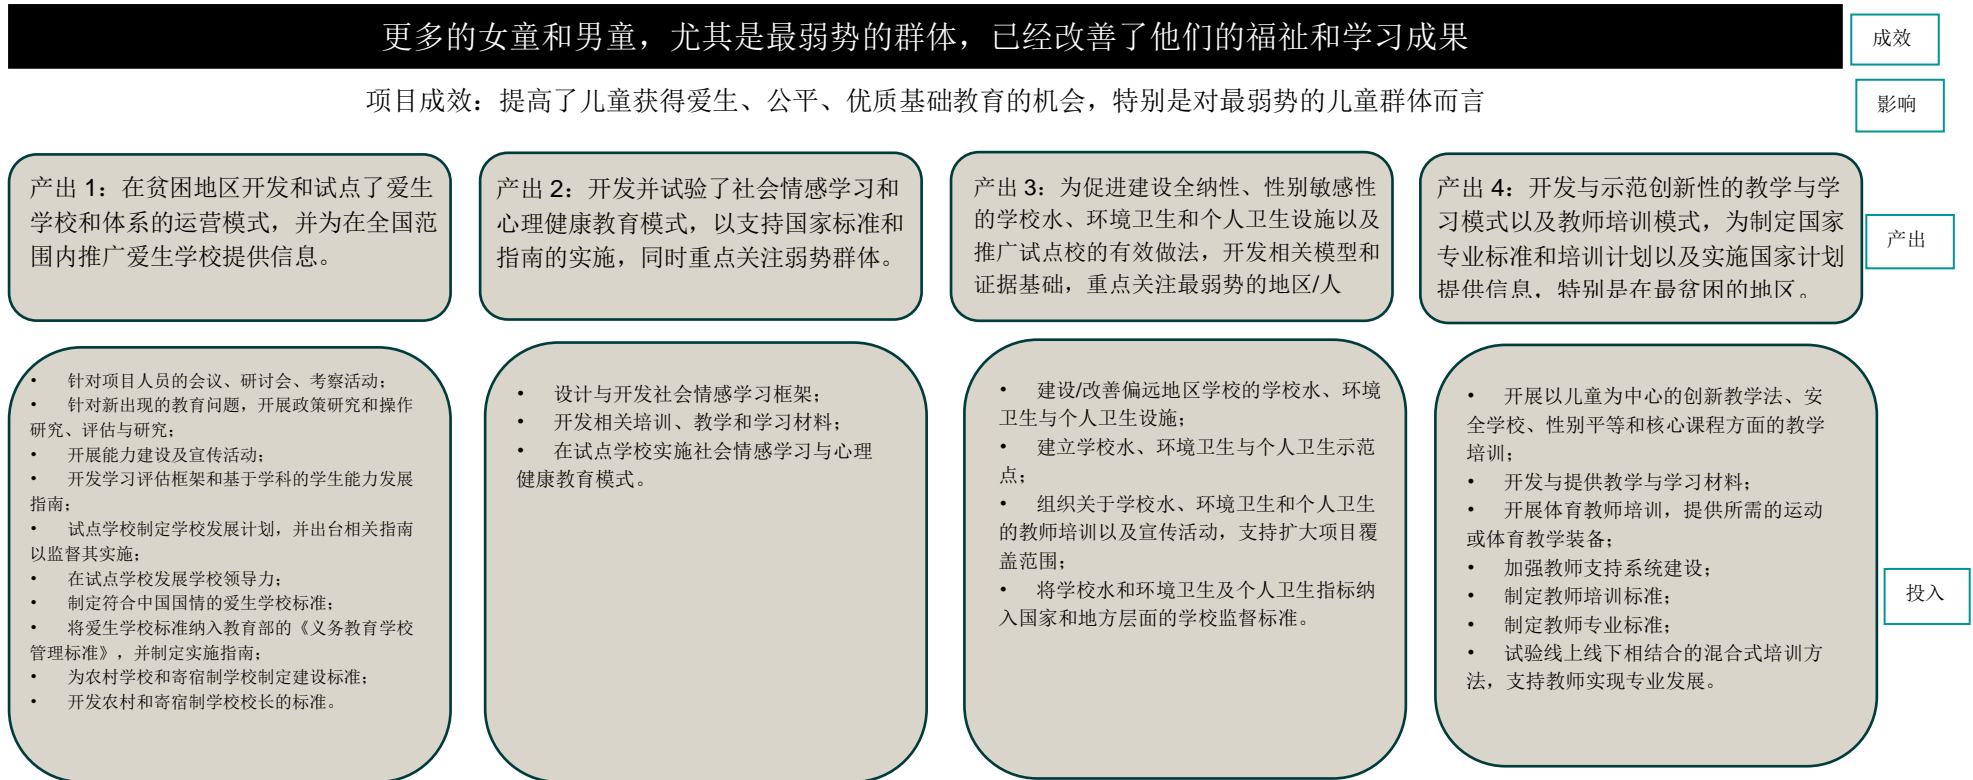 更多的女童和男童，尤其是最弱势的群体，已经改善了他们的福祉和学习成果
成效
项目成效：提高了儿童获得爱生、公平、优质基础教育的机会，特别是对最弱势的儿童群体而言
影响
产出 1：在贫困地区开发和试点了爱生
学校和体系的运营模式，并为在全国范
围内推广爱生学校提供信息。
产出 2：开发并试验了社会情感学习和
心理健康教育模式，以支持国家标准和
指南的实施，同时重点关注弱势群体。
产出 3：为促进建设全纳性、性别敏感性
的学校水、环境卫生和个人卫生设施以及
推广试点校的有效做法，开发相关模型和
证据基础，重点关注最弱势的地区/人
产出 4：开发与示范创新性的教学与学
习模式以及教师培训模式，为制定国家
专业标准和培训计划以及实施国家计划
提供信息，特别是在最贫困的地区。
产出
• 针对项目人员的会议、研讨会、考察活动；
• 针对新出现的教育问题，开展政策研究和操作
研究、评估与研究；
• 开展能力建设及宣传活动；
• 开发学习评估框架和基于学科的学生能力发展
指南；
• 试点学校制定学校发展计划，并出台相关指南
以监督其实施；
• 在试点学校发展学校领导力；
• 制定符合中国国情的爱生学校标准；
• 将爱生学校标准纳入教育部的《义务教育学校
管理标准》，并制定实施指南；
• 为农村学校和寄宿制学校制定建设标准；
• 开发农村和寄宿制学校校长的标准。
• 设计与开发社会情感学习框架；
• 开发相关培训、教学和学习材料；
• 在试点学校实施社会情感学习与心理
健康教育模式。
• 建设/改善偏远地区学校的学校水、环境
卫生与个人卫生设施；
• 建立学校水、环境卫生与个人卫生示范
点；
• 组织关于学校水、环境卫生和个人卫生
的教师培训以及宣传活动，支持扩大项目覆
盖范围；
• 将学校水和环境卫生及个人卫生指标纳
入国家和地方层面的学校监督标准。
• 开展以儿童为中心的创新教学法、安
全学校、性别平等和核心课程方面的教学
培训；
• 开发与提供教学与学习材料；
• 开展体育教师培训，提供所需的运动
或体育教学装备；
• 加强教师支持系统建设；
• 制定教师培训标准；
• 制定教师专业标准；
• 试验线上线下相结合的混合式培训方
法，支持教师实现专业发展。
投入